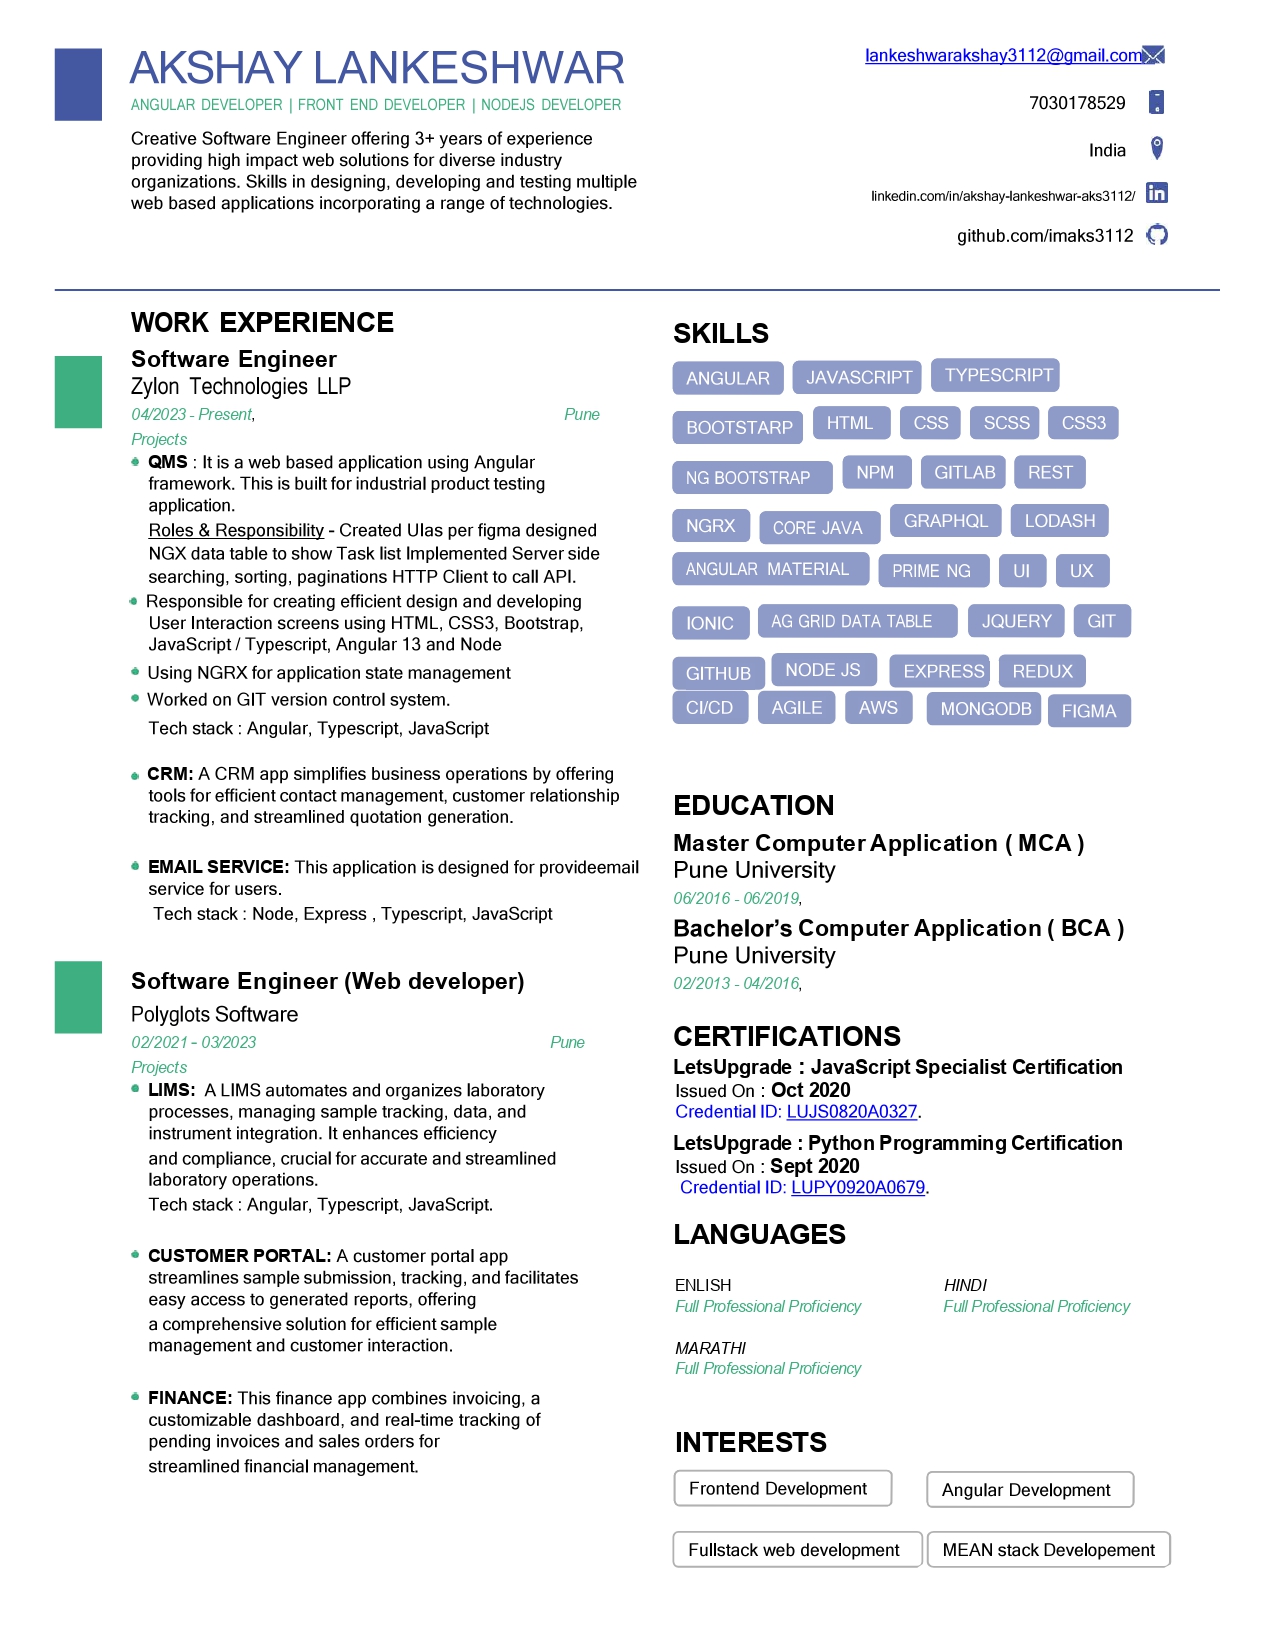 AKSHAY LANKESHWAR
ANGULAR DEVELOPER | FRONT END DEVELOPER | NODEJS DEVELOPER
Creative Software Engineer offering 3+ years of experience
providing high impact web solutions for diverse industry
organizations. Skills in designing, developing and testing multiple
web based applications incorporating a range of technologies.
lankeshwarakshay3112@gmail.com
7030178529
India
linkedin.com/in/akshay-lankeshwar-aks3112/
github.com/imaks3112
WORK EXPERIENCE
Software Engineer
Zylon Technologies LLP
04/2023 - Present, Pune
Projects
QMS : It is a web based application using Angular
framework. This is built for industrial product testing
application.
Roles & Responsibility - Created UIas per figma designed
NGX data table to show Task list Implemented Server side
searching, sorting, paginations HTTP Client to call API.
Responsible for creating efficient design and developing
User Interaction screens using HTML, CSS3, Bootstrap,
JavaScript / Typescript, Angular 13 and Node
Using NGRX for application state management
Worked on GIT version control system.
Tech stack : Angular, Typescript, JavaScript
CRM: A CRM app simplifies business operations by offering
tools for efficient contact management, customer relationship
tracking, and streamlined quotation generation.
EMAIL SERVICE: This application is designed for provideemail
service for users.
Tech stack : Node, Express , Typescript, JavaScript
Software Engineer (Web developer)
Polyglots Software
02/2021 - 03/2023 Pune
Projects
LIMS: A LIMS automates and organizes laboratory
processes, managing sample tracking, data, and
instrument integration. It enhances efficiency
and compliance, crucial for accurate and streamlined
laboratory operations.
Tech stack : Angular, Typescript, JavaScript.
CUSTOMER PORTAL: A customer portal app
streamlines sample submission, tracking, and facilitates
easy access to generated reports, offering
a comprehensive solution for efficient sample
management and customer interaction.
FINANCE: This finance app combines invoicing, a
customizable dashboard, and real-time tracking of
pending invoices and sales orders for
streamlined financial management.
SKILLS
ANGULAR JAVASCRIPT TYPESCRIPT
BOOTSTARP HTML CSS SCSS CSS3
NG BOOTSTRAP NPM GITLAB REST
NGRX CORE JAVA GRAPHQL LODASH
ANGULAR MATERIAL PRIME NG UI UX
IONIC AG GRID DATA TABLE JQUERY GIT
GITHUB NODE JS EXPRESS REDUX
CI/CD AGILE AWS MONGODB FIGMA
EDUCATION
Master Computer Application ( MCA )
Pune University
06/2016 - 06/2019,
Bachelor’s Computer Application ( BCA )
Pune University
02/2013 - 04/2016,
CERTIFICATIONS
LetsUpgrade : JavaScript Specialist Certification
Issued On : Oct 2020
Credential ID: LUJS0820A0327.
LetsUpgrade : Python Programming Certification
Issued On : Sept 2020
Credential ID: LUPY0920A0679.
LANGUAGES
ENLISH HINDI
Full Professional Proficiency Full Professional Proficiency
MARATHI
Full Professional Proficiency
INTERESTS
Frontend Development Angular Development
Fullstack web development MEAN stack Developement